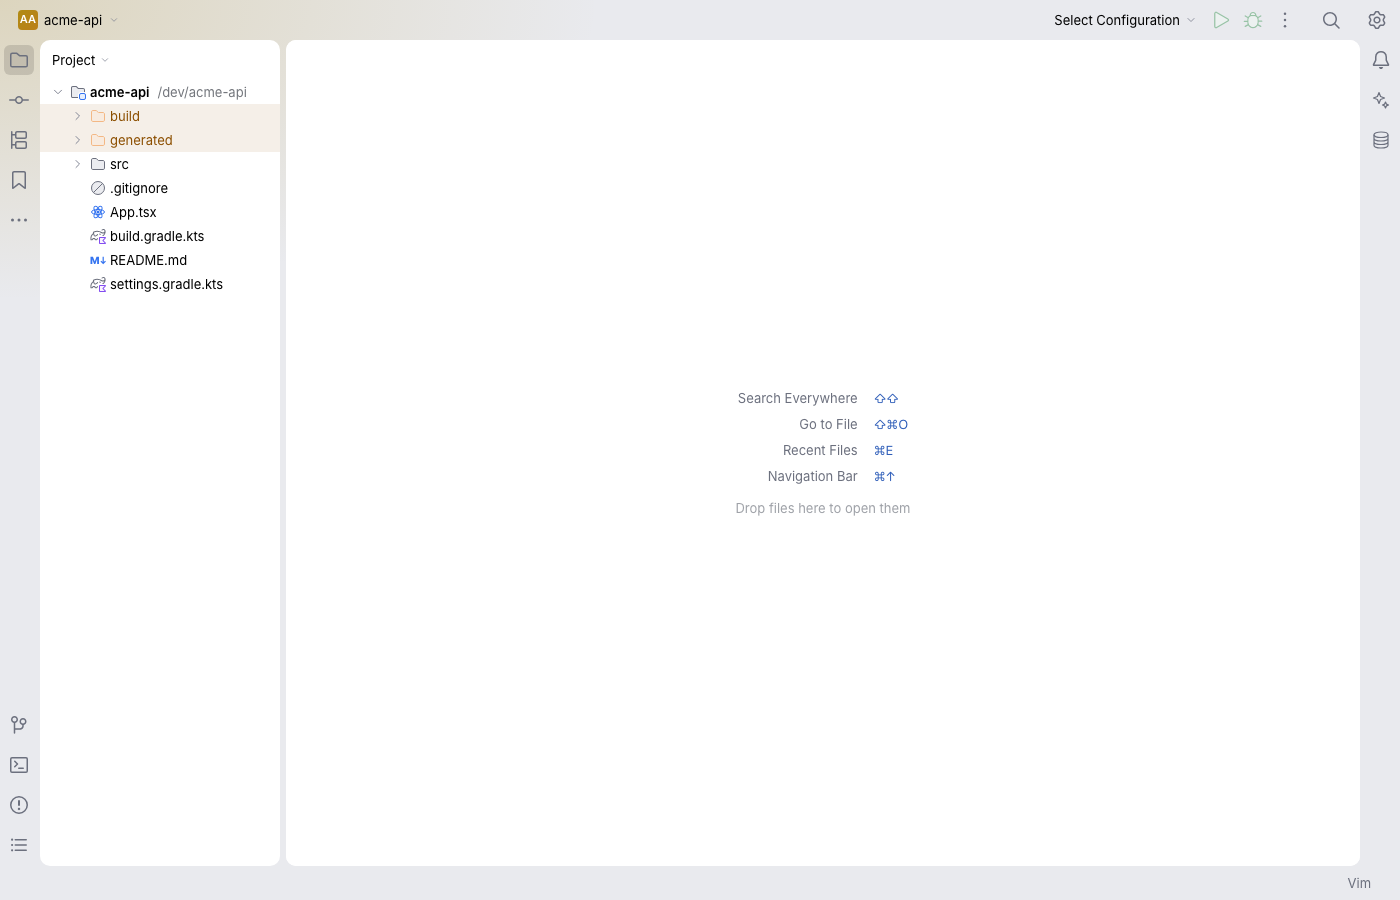 AA acme-api Select Configuration
Project
acme-api /dev/acme-api
build
generated
src
.gitignore
App.tsx
build.gradle.kts
M↓ README.md
settings.gradle.kts
Search Everywhere ⇧⇧
Go to File ⇧⌘O
Recent Files ⌘E
Navigation Bar ⌘↑
Drop files here to open them
Vim